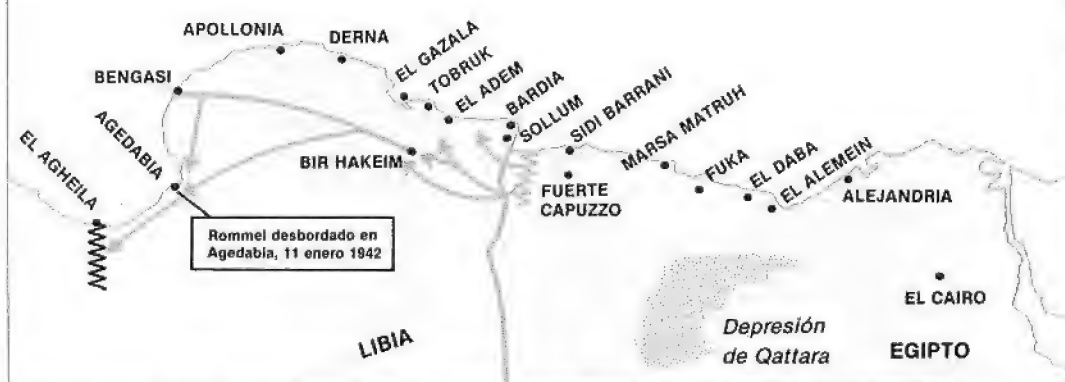 APOLLONIA
DERNA
BENGASI
EL GAZALA
TOBRUK
EL ADEM
BARDIA
SOLLUM
SIDI BARRANI
MARSA MATRUH
FUKA
EL DABA
EL ALEMEIN
ALEJANDRIA
AGEDABIA
EL AGHEILA
BIR HAKEIM
FUERTE
CAPUZZO
Rommel desbordado en
Agedabia, 11 enero 1942
EL CAIRO
LIBIA
Depresión
de Qattara
EGIPTO